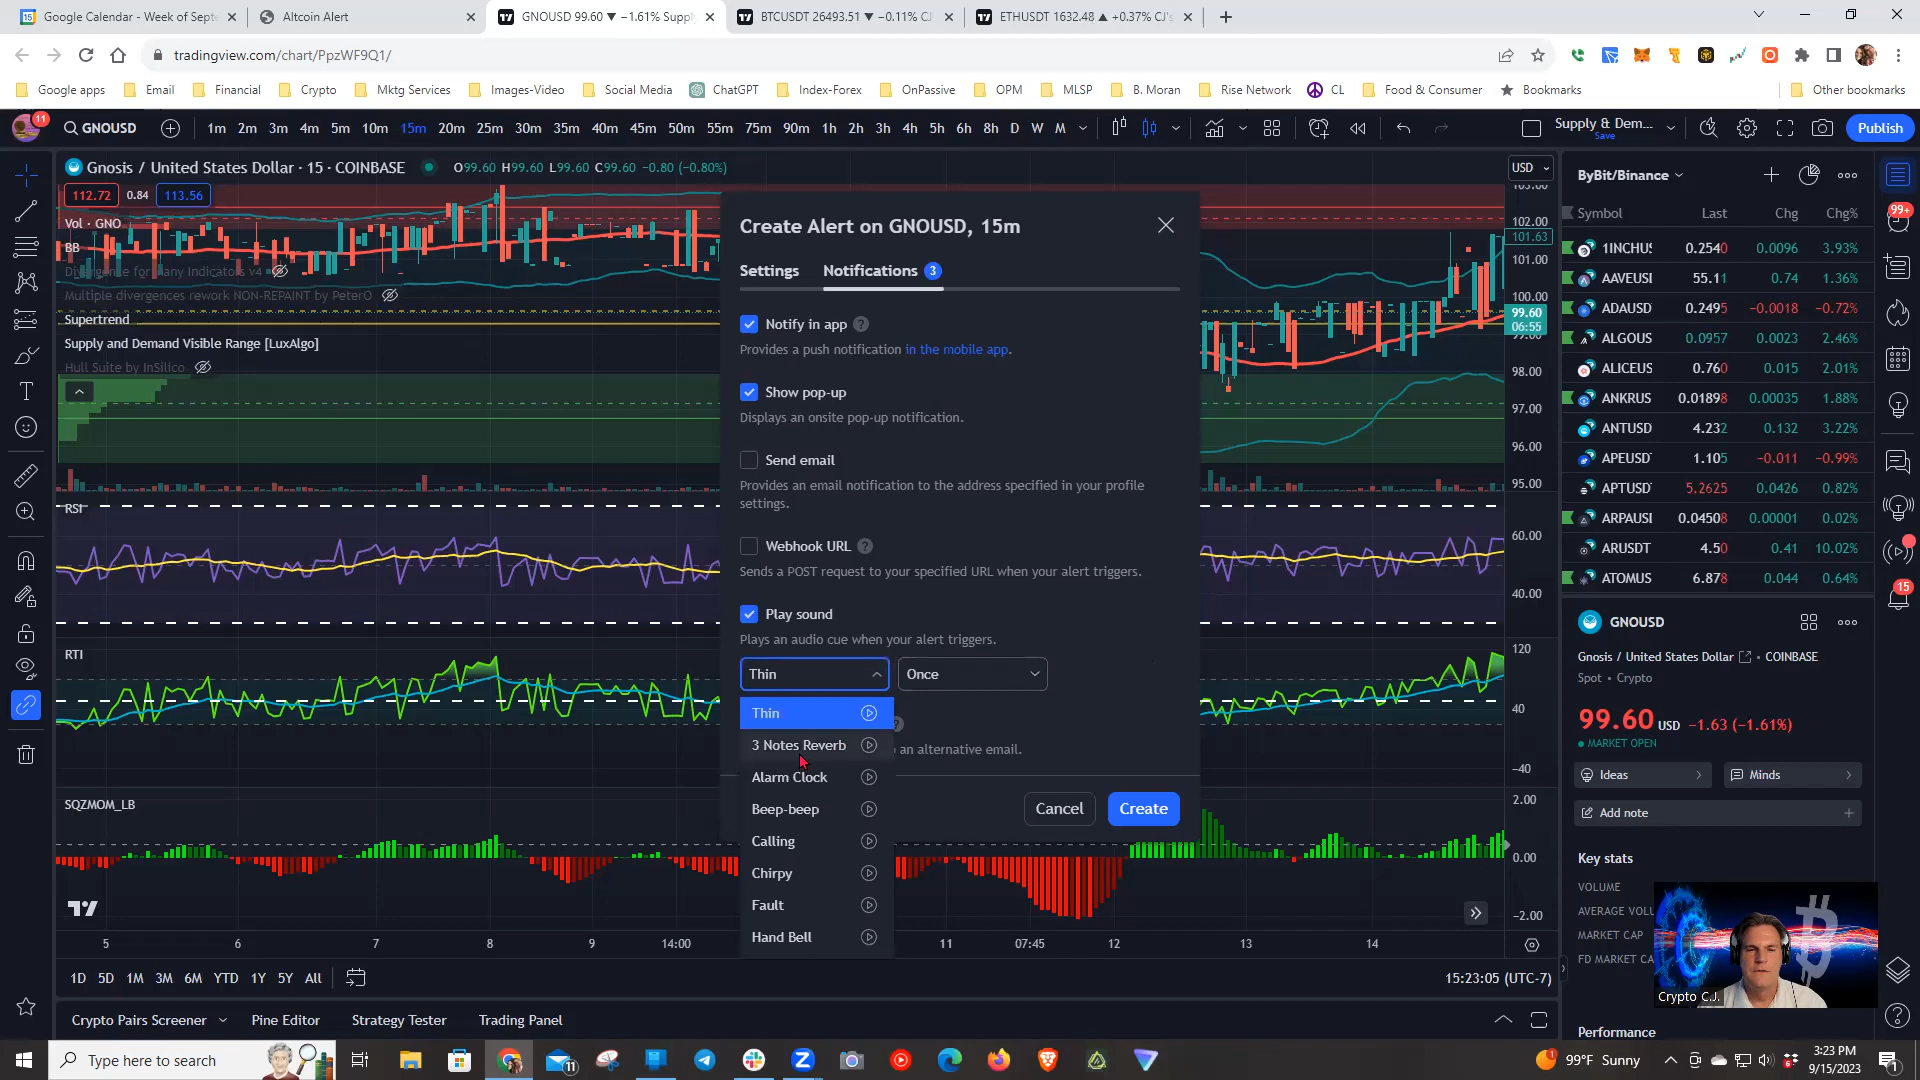 Google Calendar - Week of Septe
Altcoin Alert
GNOUSD 99.60 ▼ −1.61% Supply
BTCUSDT 26493.51 ▼ −0.11% CJ
ETHUSDT 1632.48 ▲ +0.37% CJ's
tradingview.com/chart/PpzWF9Q1/
Google apps
Email
Financial
Crypto
Mktg Services
Images-Video
Social Media
ChatGPT
Index-Forex
OnPassive
OPM
MLSP
B. Moran
Rise Network
CL
Food & Consumer
Bookmarks
Other bookmarks
11
GNOUSD
1m 2m 3m 4m 5m 10m 15m 20m 25m 30m 35m 40m 45m 50m 55m 75m 90m 1h 2h 3h 4h 5h 6h 8h D W M
Supply & Dem...
Save
Publish
Gnosis / United States Dollar · 15 · COINBASE
O99.60 H99.60 L99.60 C99.60 −0.80 (−0.80%)
112.72 0.84 113.56
Vol · GNO
BB
Divergence for Many Indicators v4
Multiple divergences rework NON-REPAINT by PeterO
Supertrend
Supply and Demand Visible Range [LuxAlgo]
Hull Suite by InSilico
RSI
RTI
SQZMOM_LB
USD
103.00
102.00
101.63
101.00
100.00
99.60
06:55
99.00
98.00
97.00
96.00
95.00
60.00
40.00
120
40
−40
2.00
0.00
−2.00
5 6 7 8 9 14:00 11 07:45 12 13 14
Create Alert on GNOUSD, 15m
Settings
Notifications 3
Notify in app
Provides a push notification in the mobile app.
Show pop-up
Displays an onsite pop-up notification.
Send email
Provides an email notification to the address specified in your profile
settings.
Webhook URL
Sends a POST request to your specified URL when your alert triggers.
Play sound
Plays an audio cue when your alert triggers.
Thin
Once
Thin
3 Notes Reverb
Alarm Clock
Beep-beep
Calling
Chirpy
Fault
Hand Bell
an alternative email.
Cancel
Create
1D 5D 1M 3M 6M YTD 1Y 5Y All
15:23:05 (UTC-7)
Crypto Pairs Screener
Pine Editor
Strategy Tester
Trading Panel
ByBit/Binance
Symbol Last Chg Chg%
1INCHUS 0.2540 0.0096 3.93%
AAVEUSI 55.11 0.74 1.36%
ADAUSD 0.2495 −0.0018 −0.72%
ALGOUS 0.0957 0.0023 2.46%
ALICEUS 0.760 0.015 2.01%
ANKRUS 0.01898 0.00035 1.88%
ANTUSD 4.232 0.132 3.22%
APEUSD 1.105 −0.011 −0.99%
APTUSD 5.2625 0.0426 0.82%
ARPAUSI 0.04508 0.00001 0.02%
ARUSDT 4.50 0.41 10.02%
ATOMUS 6.878 0.044 0.64%
99+
15
GNOUSD
Gnosis / United States Dollar · COINBASE
Spot · Crypto
99.60 USD −1.63 (−1.61%)
MARKET OPEN
Ideas
Minds
Add note
Key stats
VOLUME
AVERAGE VOLU
MARKET CAP
FD MARKET CA
Performance
Crypto C.J.
Type here to search
11
99°F Sunny
3:23 PM
9/15/2023
1